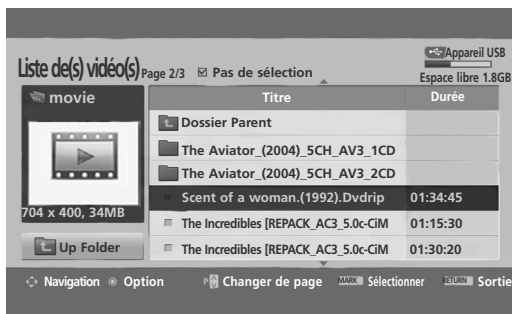 Appareil USB
Liste de(s) vidéo(s) Page 2/3 Pas de sélection
Espace libre 1.8GB
movie
Titre Durée
Dossier Parent
The Aviator_(2004)_5CH_AV3_1CD
The Aviator_(2004)_5CH_AV3_2CD
Scent of a woman.(1992).Dvdrip 01:34:45
704 x 400, 34MB
The Incredibles [REPACK_AC3_5.0c-CiM 01:15:30
Up Folder
The Incredibles [REPACK_AC3_5.0c-CiM 01:30:20
Navigation Option P Changer de page MARK Sélectionner RETURN Sortie